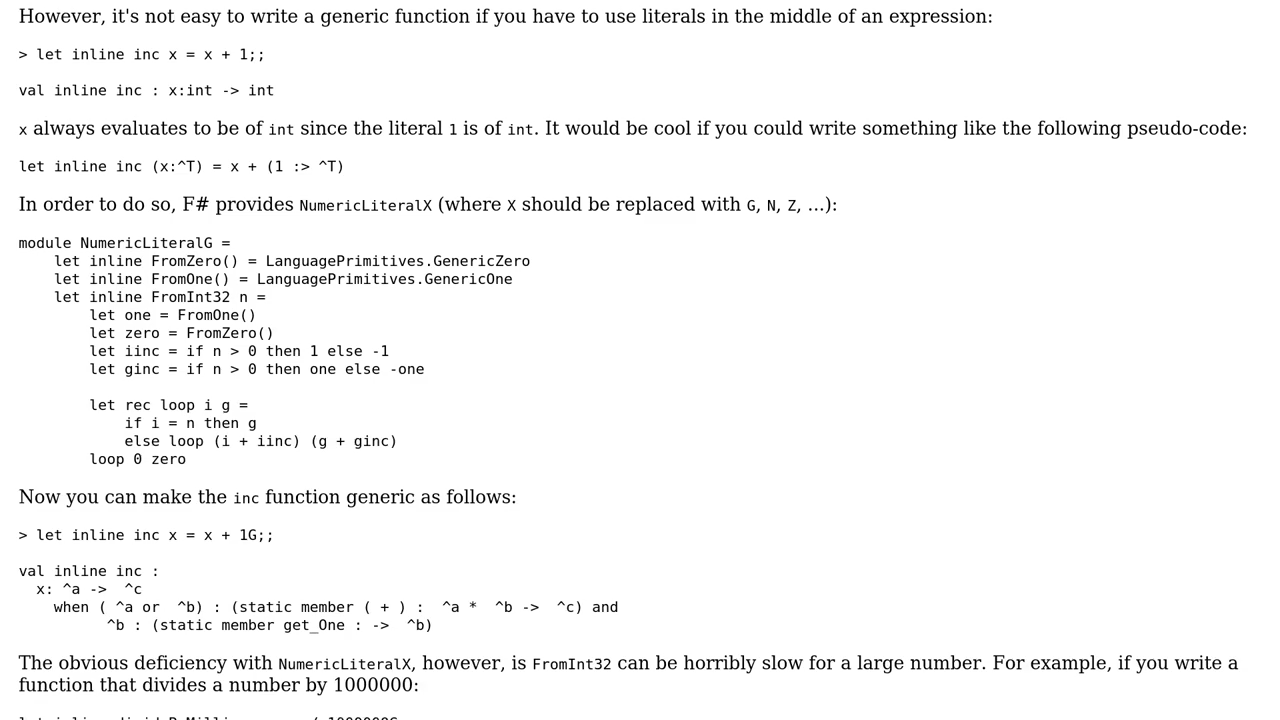 However, it's not easy to write a generic function if you have to use literals in the middle of an expression:
> let inline inc x = x + 1;;
val inline inc : x:int -> int
x always evaluates to be of int since the literal 1 is of int. It would be cool if you could write something like the following pseudo-code:
let inline inc (x:^T) = x + (1 :> ^T)
In order to do so, F# provides NumericLiteralX (where X should be replaced with G, N, Z, ...):
module NumericLiteralG =
    let inline FromZero() = LanguagePrimitives.GenericZero
    let inline FromOne() = LanguagePrimitives.GenericOne
    let inline FromInt32 n =
        let one = FromOne()
        let zero = FromZero()
        let iinc = if n > 0 then 1 else -1
        let ginc = if n > 0 then one else -one
        let rec loop i g =
            if i = n then g
            else loop (i + iinc) (g + ginc)
        loop 0 zero
Now you can make the inc function generic as follows:
> let inline inc x = x + 1G;;
val inline inc :
  x: ^a ->  ^c
    when ( ^a or  ^b) : (static member ( + ) :  ^a *  ^b ->  ^c) and
          ^b : (static member get_One : ->  ^b)
The obvious deficiency with NumericLiteralX, however, is FromInt32 can be horribly slow for a large number. For example, if you write a
function that divides a number by 1000000: